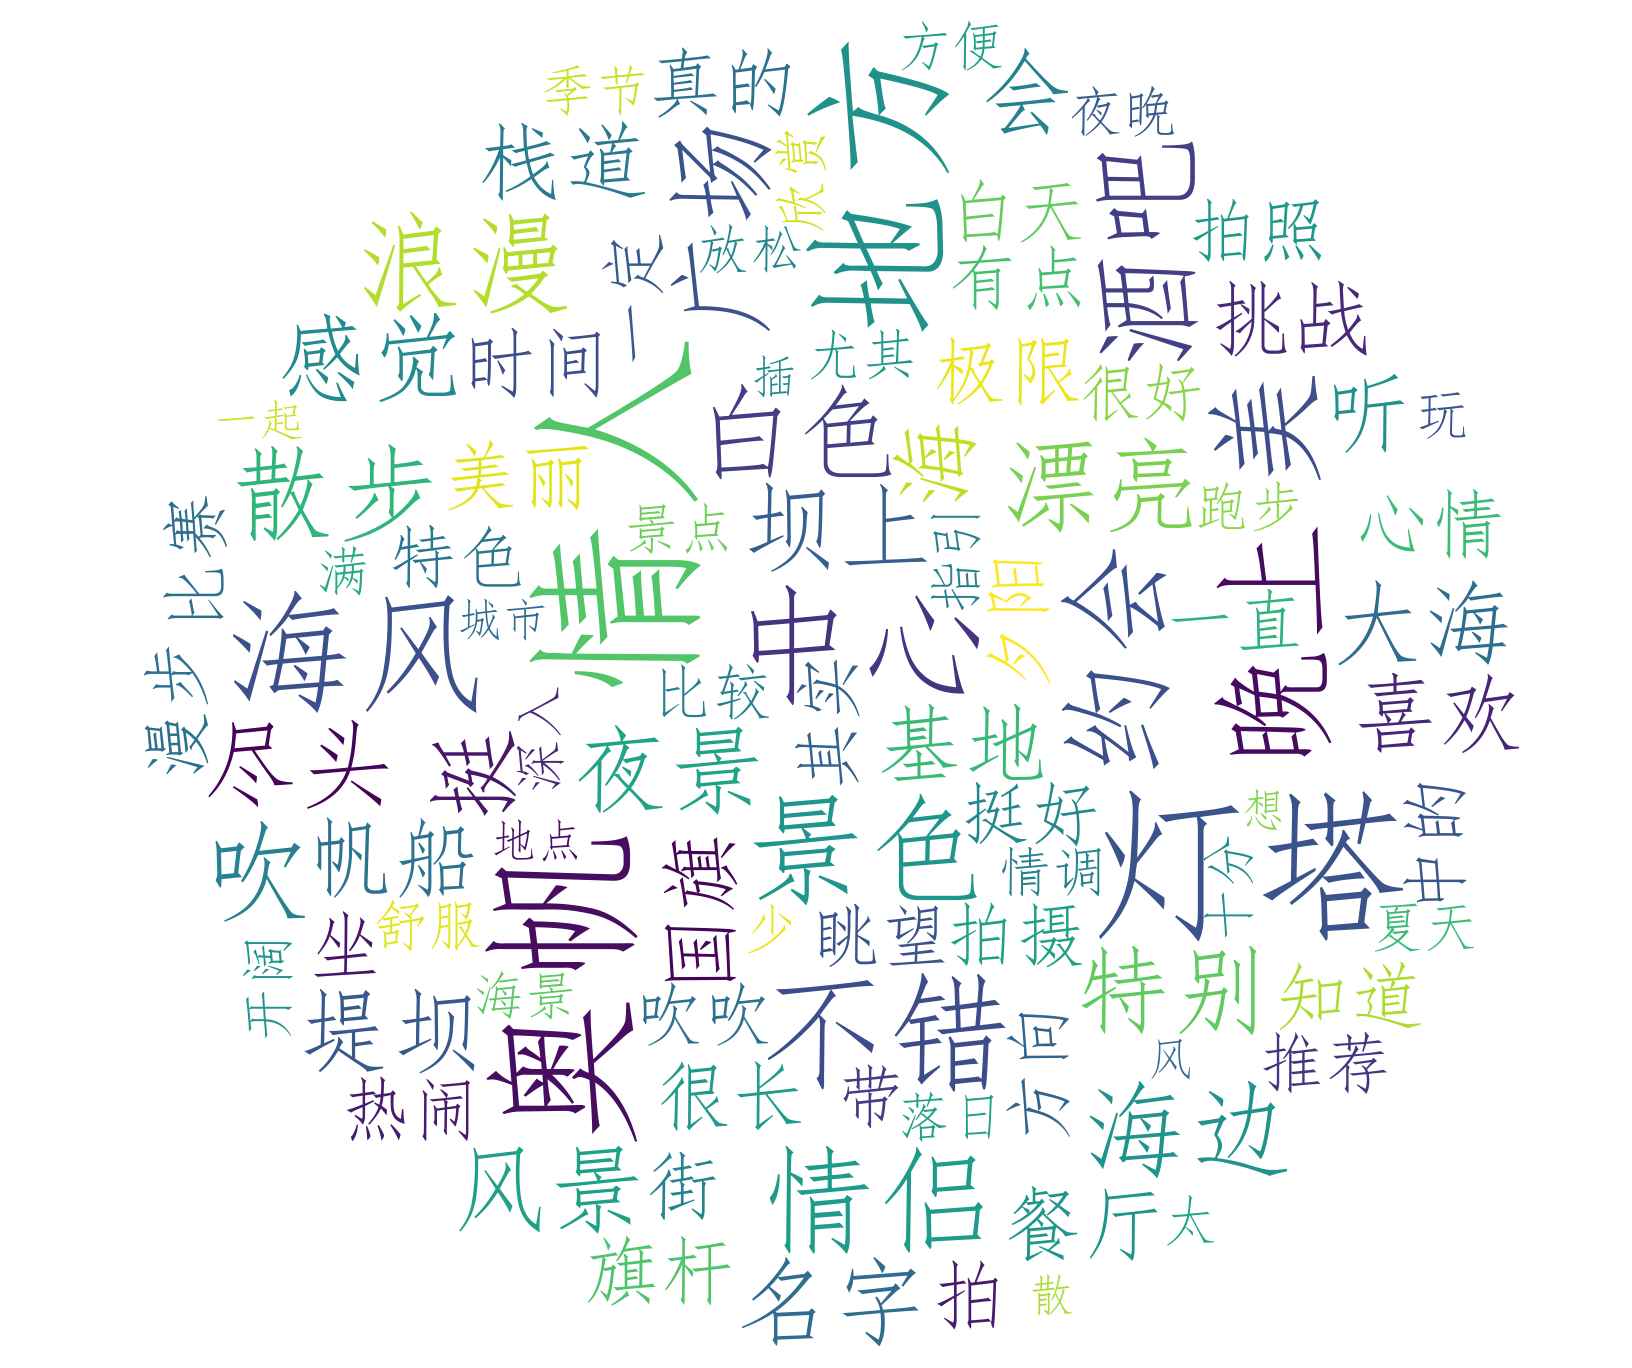 方便
季节
真的
会
夜晚
地方
栈道
广场
欣赏
酒吧
白天
拍照
浪漫
一定
放松
有点
挑战
感觉
时间
情人
插
尤其
极限
很好
美
听
玩
一起
白色
海
漂亮
散步
美丽
坝上
跑步
心情
比赛
特色
景点
指引
晚上
满
中心
夕阳
约会
一直
大海
海风
城市
漫步
尽头
挺
深入
比较
其实
喜欢
夜景
基地
景色
挺好
灯塔
想
中的
吹
帆船
地点
奥帆
国旗
情调
十分
坐
舒服
少
眺望
拍摄
夏天
开阔
海景
特别
知道
堤坝
吹吹
不错
方向
风
推荐
热闹
很长
带
落日
海边
风景
街
情侣
餐厅
太
旗杆
名字
拍
散